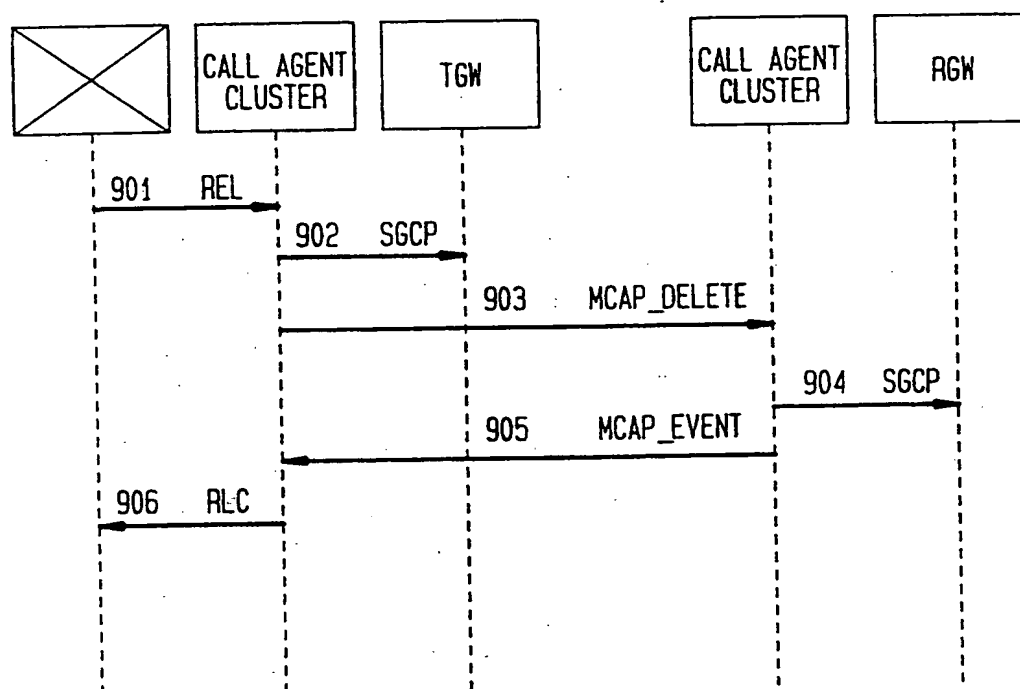 CALL AGENT
CLUSTER
TGW
CALL AGENT
CLUSTER
RGW
901 REL
902 SGCP
903 MCAP_DELETE
904 SGCP
905 MCAP_EVENT
906 RLC